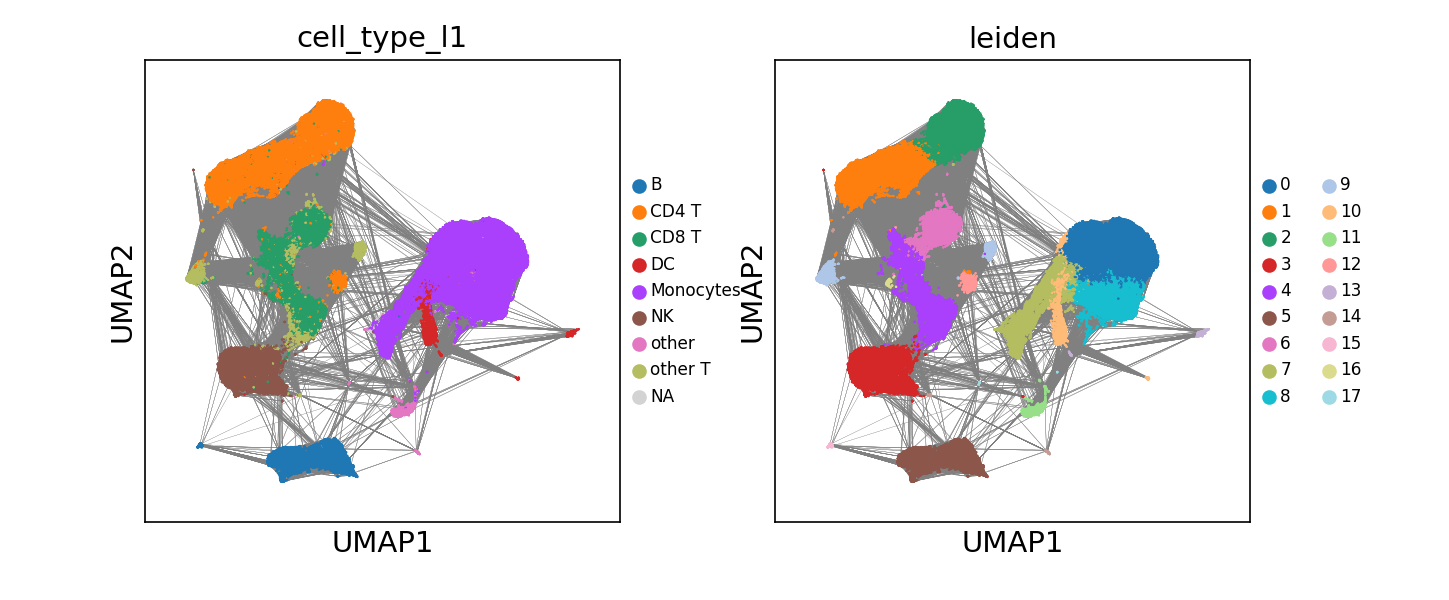 cell_type_l1
UMAP2
UMAP1
B
CD4 T
CD8 T
DC
Monocytes
NK
other
other T
NA
leiden
UMAP2
UMAP1
0
1
2
3
4
5
6
7
8
9
10
11
12
13
14
15
16
17